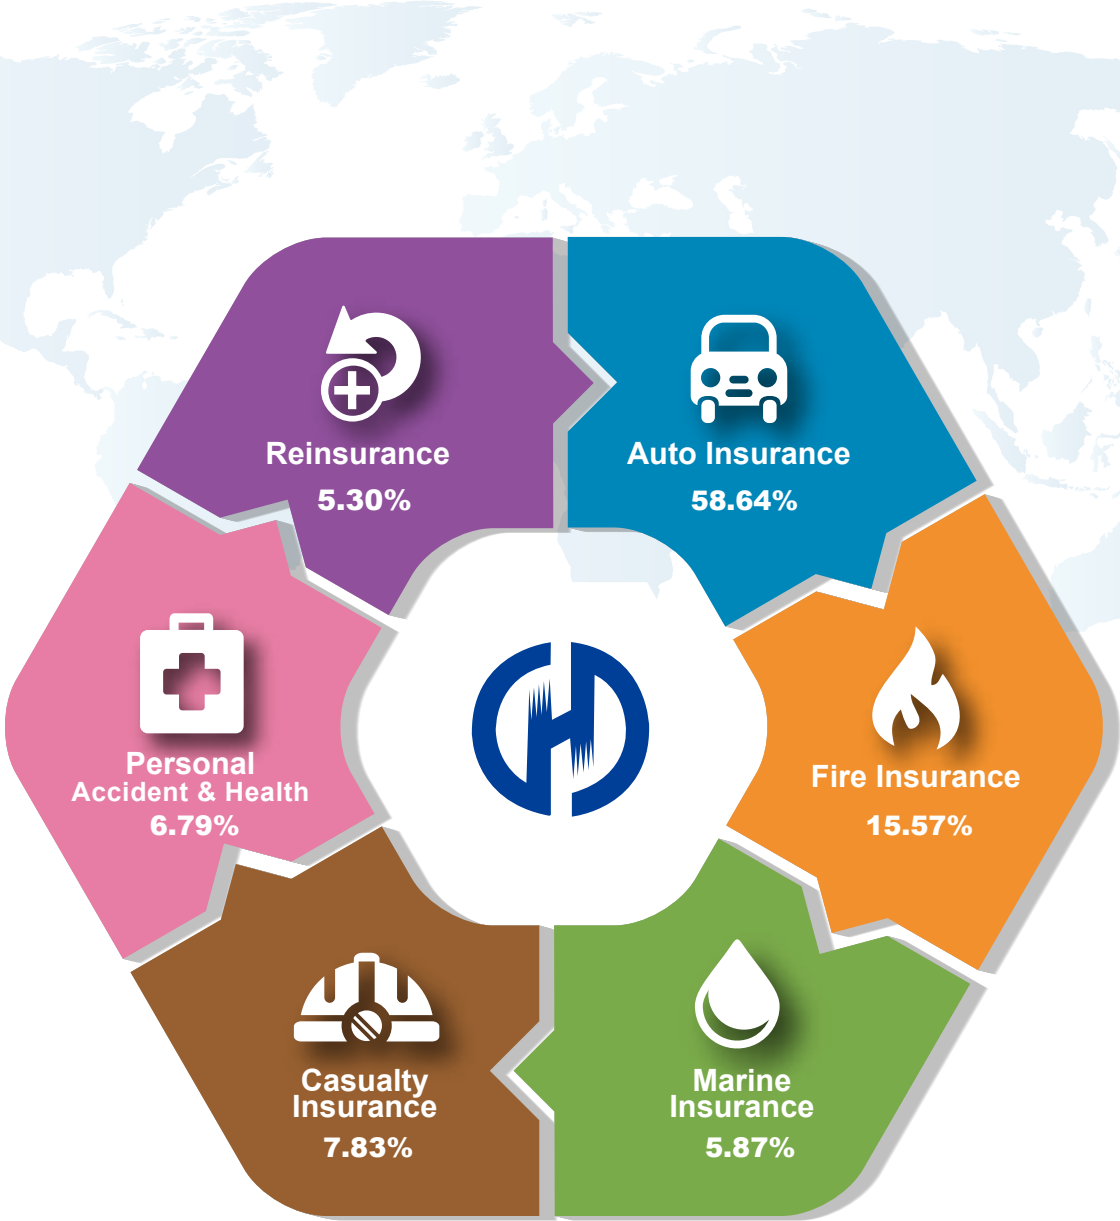 Reinsurance
5.30%
Auto Insurance
58.64%
Personal
Accident & Health
6.79%
Fire Insurance
15.57%
Casualty
Insurance
7.83%
Marine
Insurance
5.87%